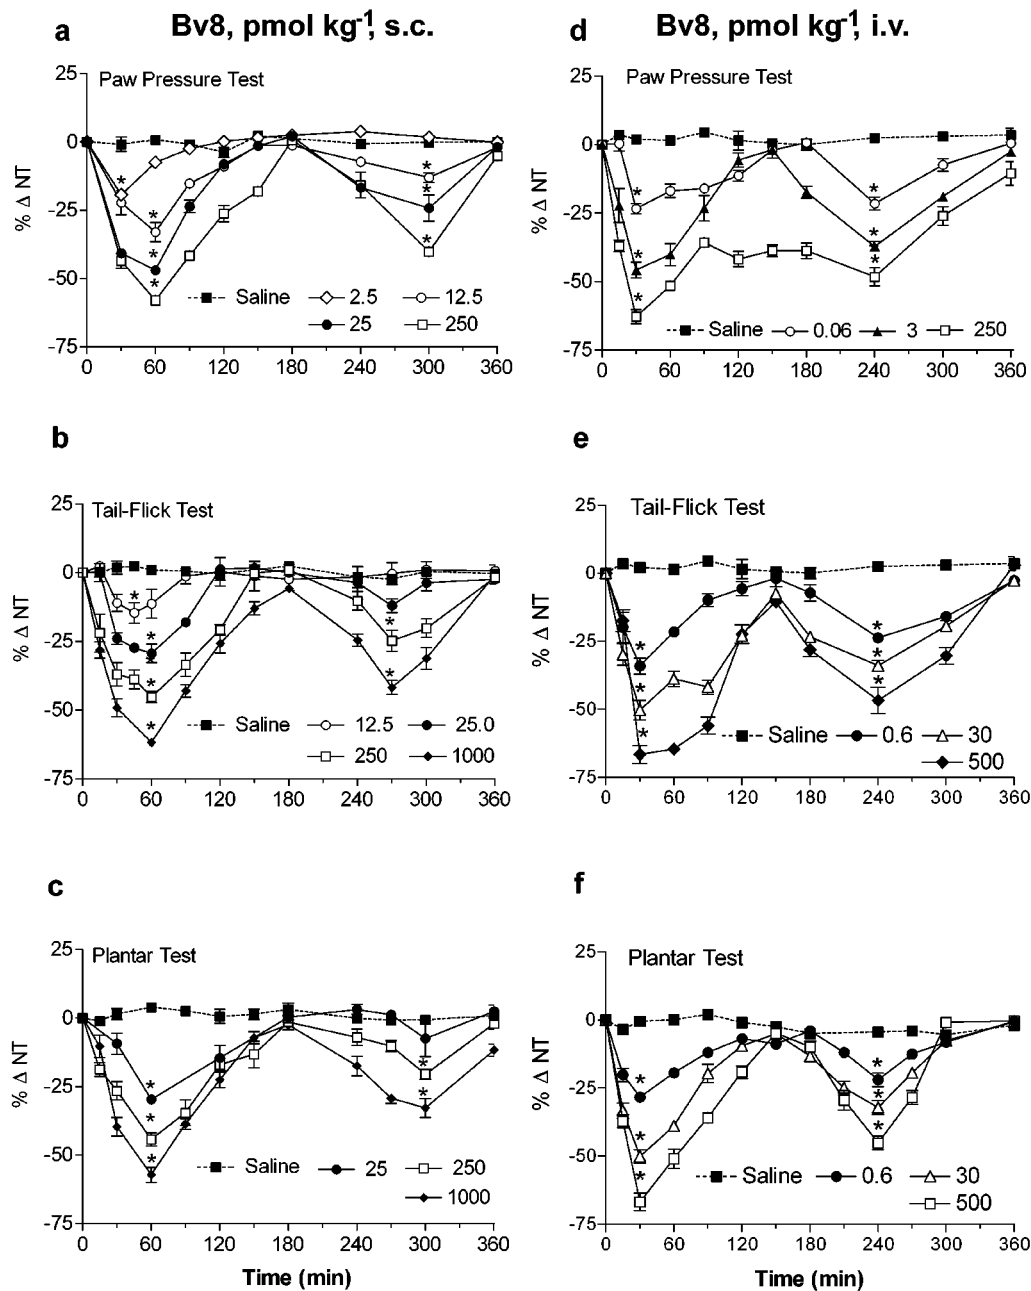 a Bv8, pmol kg-1, s.c.
25
Paw Pressure Test
0
-25
-50
-75
% Δ NT
* * * * * * *
Saline 2.5 12.5
25 250
0 60 120 180 240 300 360
d Bv8, pmol kg-1, i.v.
25
Paw Pressure Test
0
-25
-50
-75
% Δ NT
* * * * * *
Saline 0.06 3 250
0 60 120 180 240 300 360
b
25
Tail-Flick Test
0
-25
-50
-75
% Δ NT
* * * * * *
Saline 12.5 25.0
250 1000
0 60 120 180 240 300 360
e
25
Tail-Flick Test
0
-25
-50
-75
% Δ NT
* * * * * *
Saline 0.6 30
500
0 60 120 180 240 300 360
c
25
Plantar Test
0
-25
-50
-75
% Δ NT
* * * * *
Saline 25 250
1000
0 60 120 180 240 300 360
Time (min)
f
25
Plantar Test
0
-25
-50
-75
% Δ NT
* * * * *
Saline 0.6 30
500
0 60 120 180 240 300 360
Time (min)